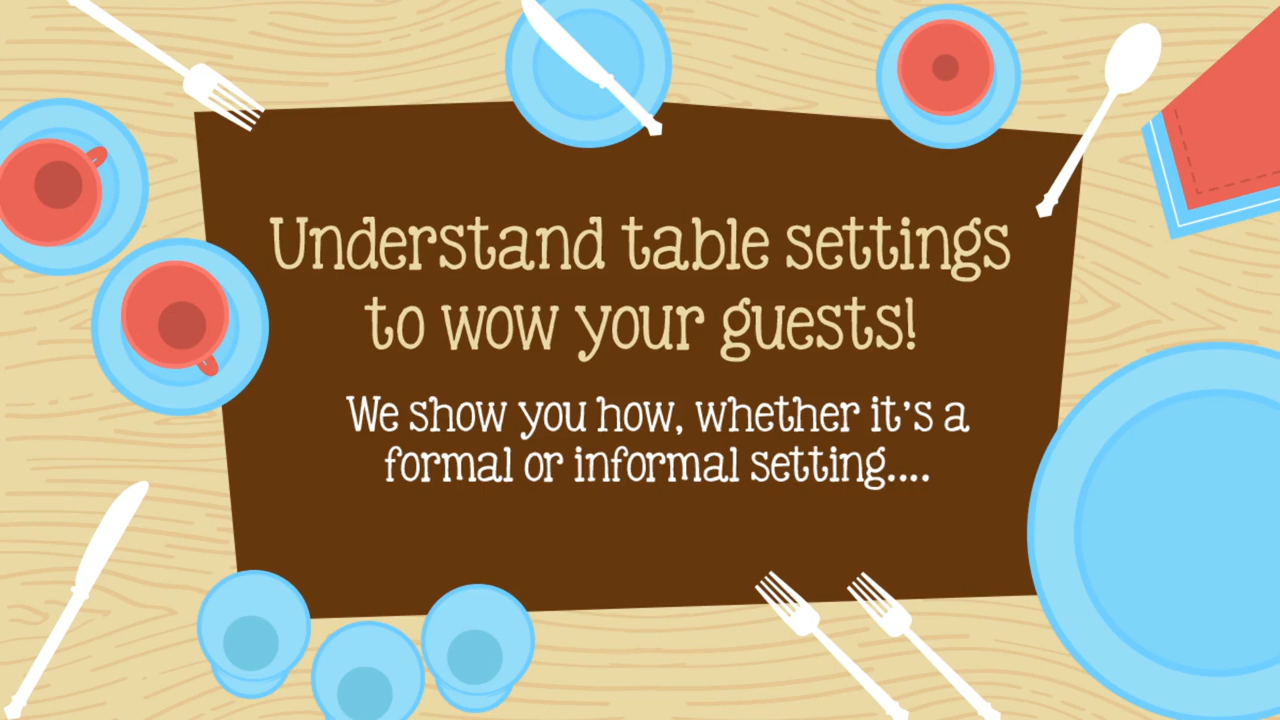 Understand table settings
to wow your guests!
We show you how, whether it's a
formal or informal setting....